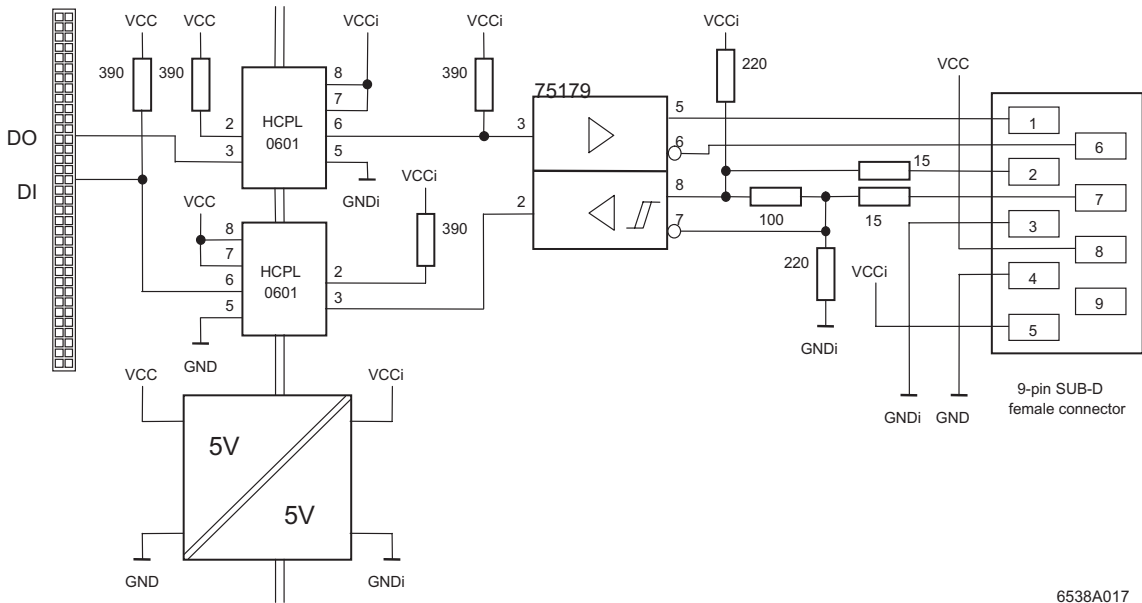 VCC VCC VCCi VCCi VCCi
390 390 390 220 VCC
8
7
75179
HCPL
0601
2 6 3 5 1
DO 3 5 6 6
GNDi VCCi 15 2
DI 8
2 7
VCC 390 100 15
8 7 3
7 HCPL
0601 2 220 8
6 VCCi 4
3
5 9
5
GND GNDi
VCC VCCi
9-pin SUB-D
female connector
GNDi GND
5V
5V
GND GNDi
6538A017